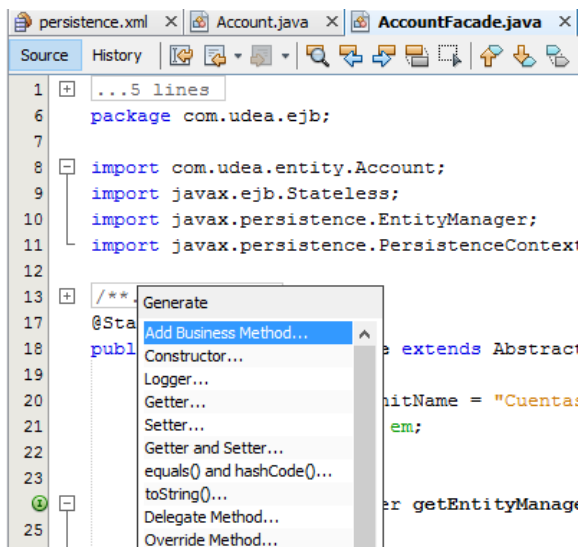 persistence.xml Account.java AccountFacade.java
Source History
1 ...5 lines
6 package com.udea.ejb;
7
8 import com.udea.entity.Account;
9 import javax.ejb.Stateless;
10 import javax.persistence.EntityManager;
11 import javax.persistence.PersistenceContext
12
13 /**.
Generate
17 @Sta
Add Business Method...
18 publ e extends Abstract
Constructor...
19
Logger...
20 nitName = "Cuentas
Getter...
21 em;
Setter...
22
Getter and Setter...
23
equals() and hashCode()...
toString()...
er getEntityManage
Delegate Method...
25
Override Method...